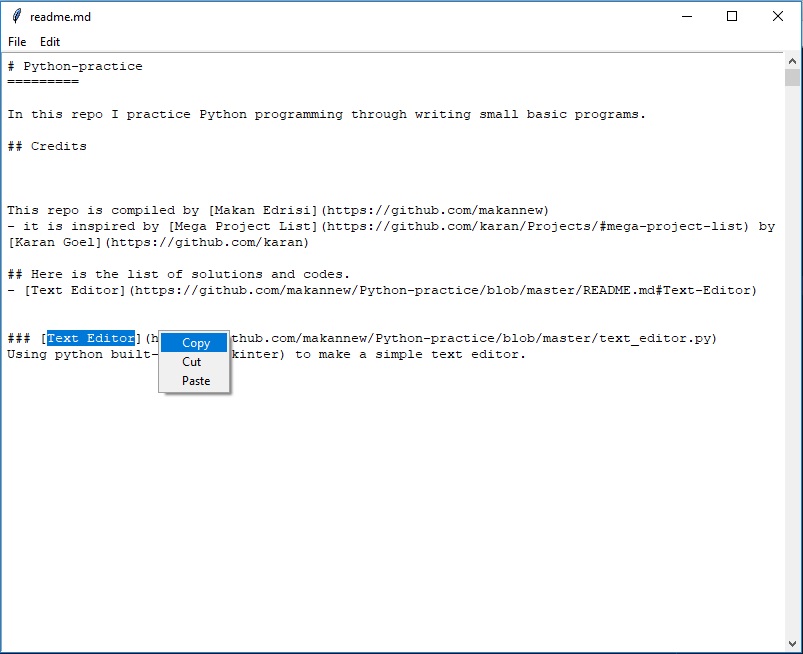 readme.md
File Edit
# Python-practice
=========
In this repo I practice Python programming through writing small basic programs.
## Credits
This repo is compiled by [Makan Edrisi](https://github.com/makannew)
- it is inspired by [Mega Project List](https://github.com/karan/Projects/#mega-project-list) by
[Karan Goel](https://github.com/karan)
## Here is the list of solutions and codes.
- [Text Editor](https://github.com/makannew/Python-practice/blob/master/README.md#Text-Editor)
### [Text Editor](h thub.com/makannew/Python-practice/blob/master/text_editor.py)
Using python built- kinter) to make a simple text editor.
Copy
Cut
Paste